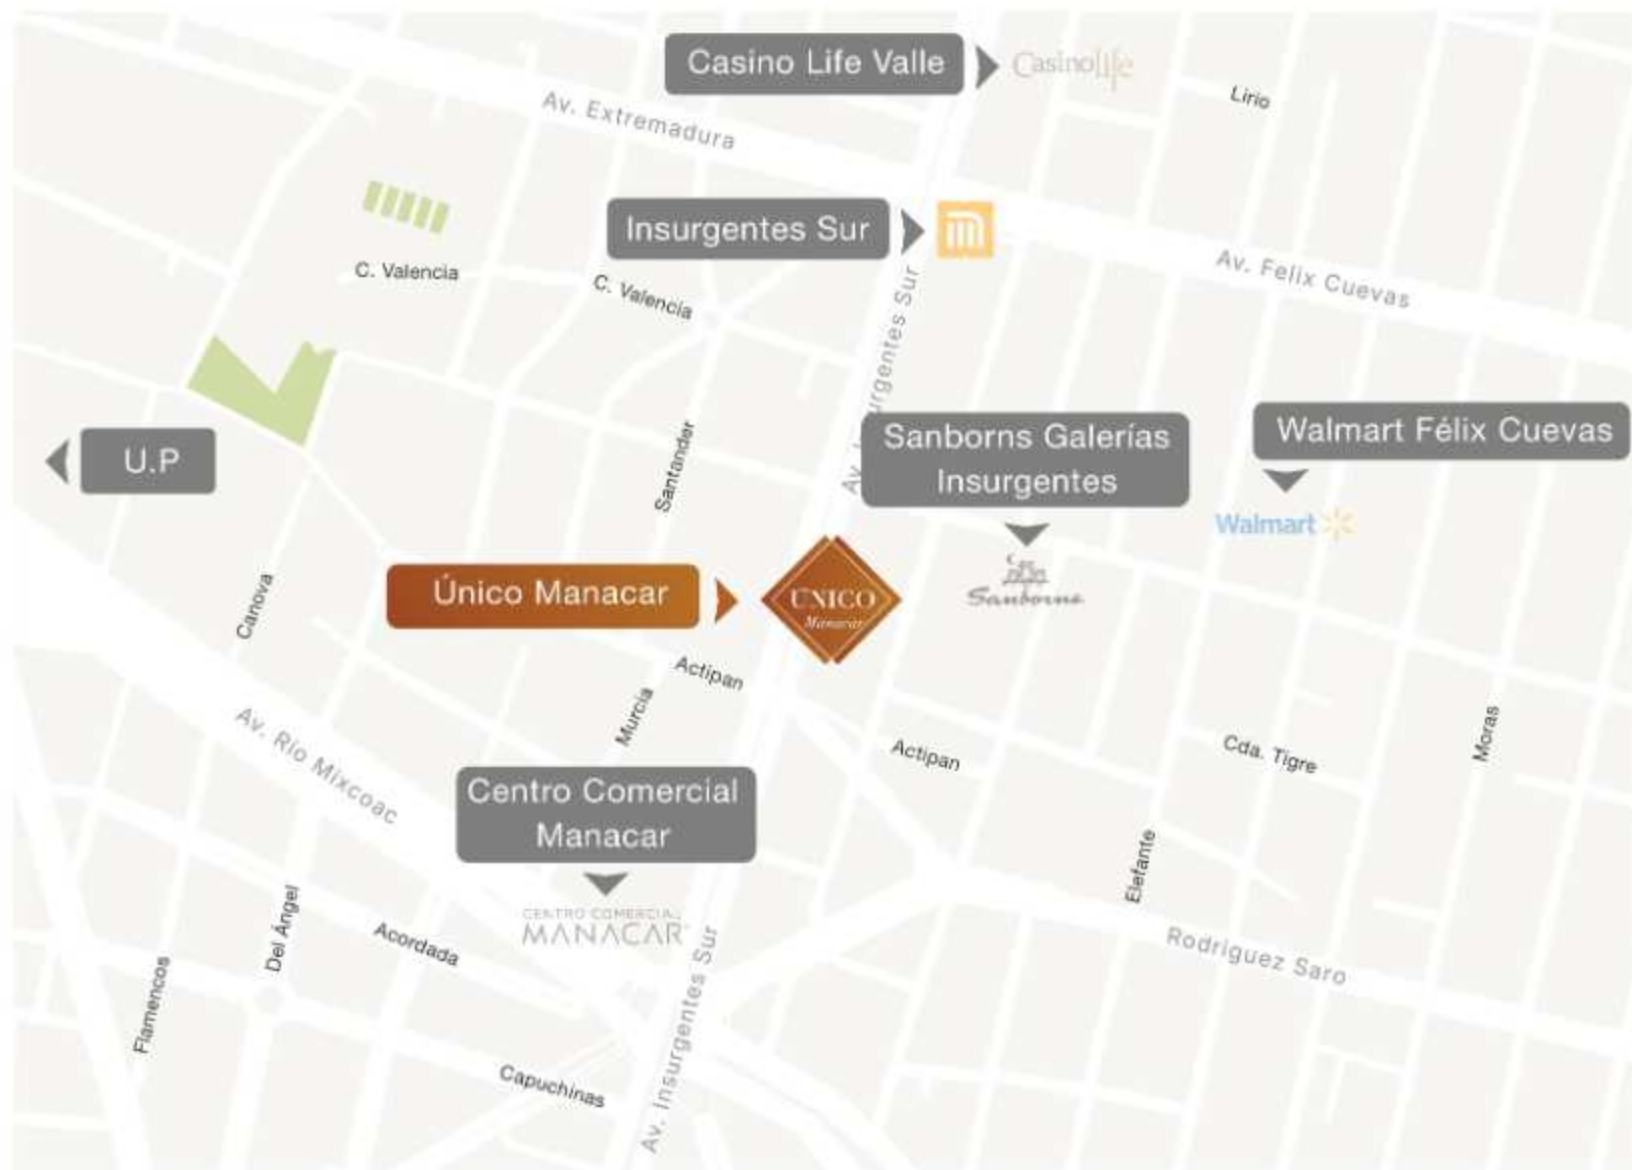 Casino Life Valle
Casinolife
Lirio
Av. Extremadura
Insurgentes Sur
Av. Felix Cuevas
C. Valencia
C. Valencia
Av. Insurgentes Sur
Sanborns Galerías
Insurgentes
Walmart Félix Cuevas
U.P
Santander
Walmart
Único Manacar
UNICO
Manacar
Sanborns
Canova
Actipan
Murcia
Av. Río Mixcoac
Actipan
Cda. Tigre
Moras
Centro Comercial
Manacar
CENTRO COMERCIAL
MANACAR
Elefante
Del Ángel
Acordada
Rodriguez Saro
Flamencos
Capuchinas
Av. Insurgentes Sur